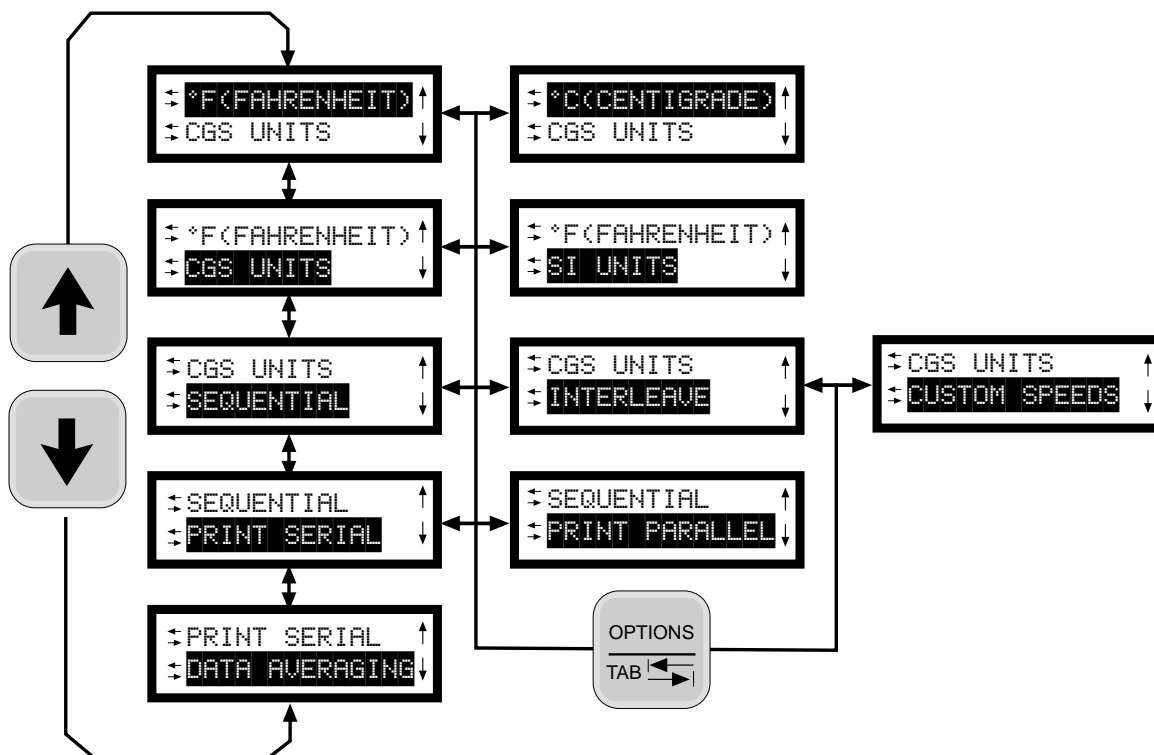 °F(FAHRENHEIT)
CGS UNITS
°C(CENTIGRADE)
CGS UNITS
°F(FAHRENHEIT)
CGS UNITS
°F(FAHRENHEIT)
SI UNITS
CGS UNITS
SEQUENTIAL
CGS UNITS
INTERLEAVE
CGS UNITS
CUSTOM SPEEDS
SEQUENTIAL
PRINT SERIAL
SEQUENTIAL
PRINT PARALLEL
PRINT SERIAL
DATA AVERAGING
OPTIONS
TAB